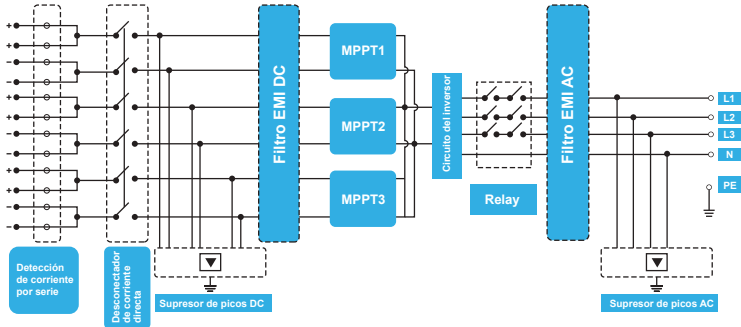 +
+
-
-
+
+
-
-
+
+
-
-
Detección
de corriente
por serie
Desconectador
de corriente
directa
Supresor de picos DC
Filtro EMI DC
MPPT1
MPPT2
MPPT3
Circuito del inversor
Relay
Filtro EMI AC
L1
L2
L3
N
PE
Supresor de picos AC